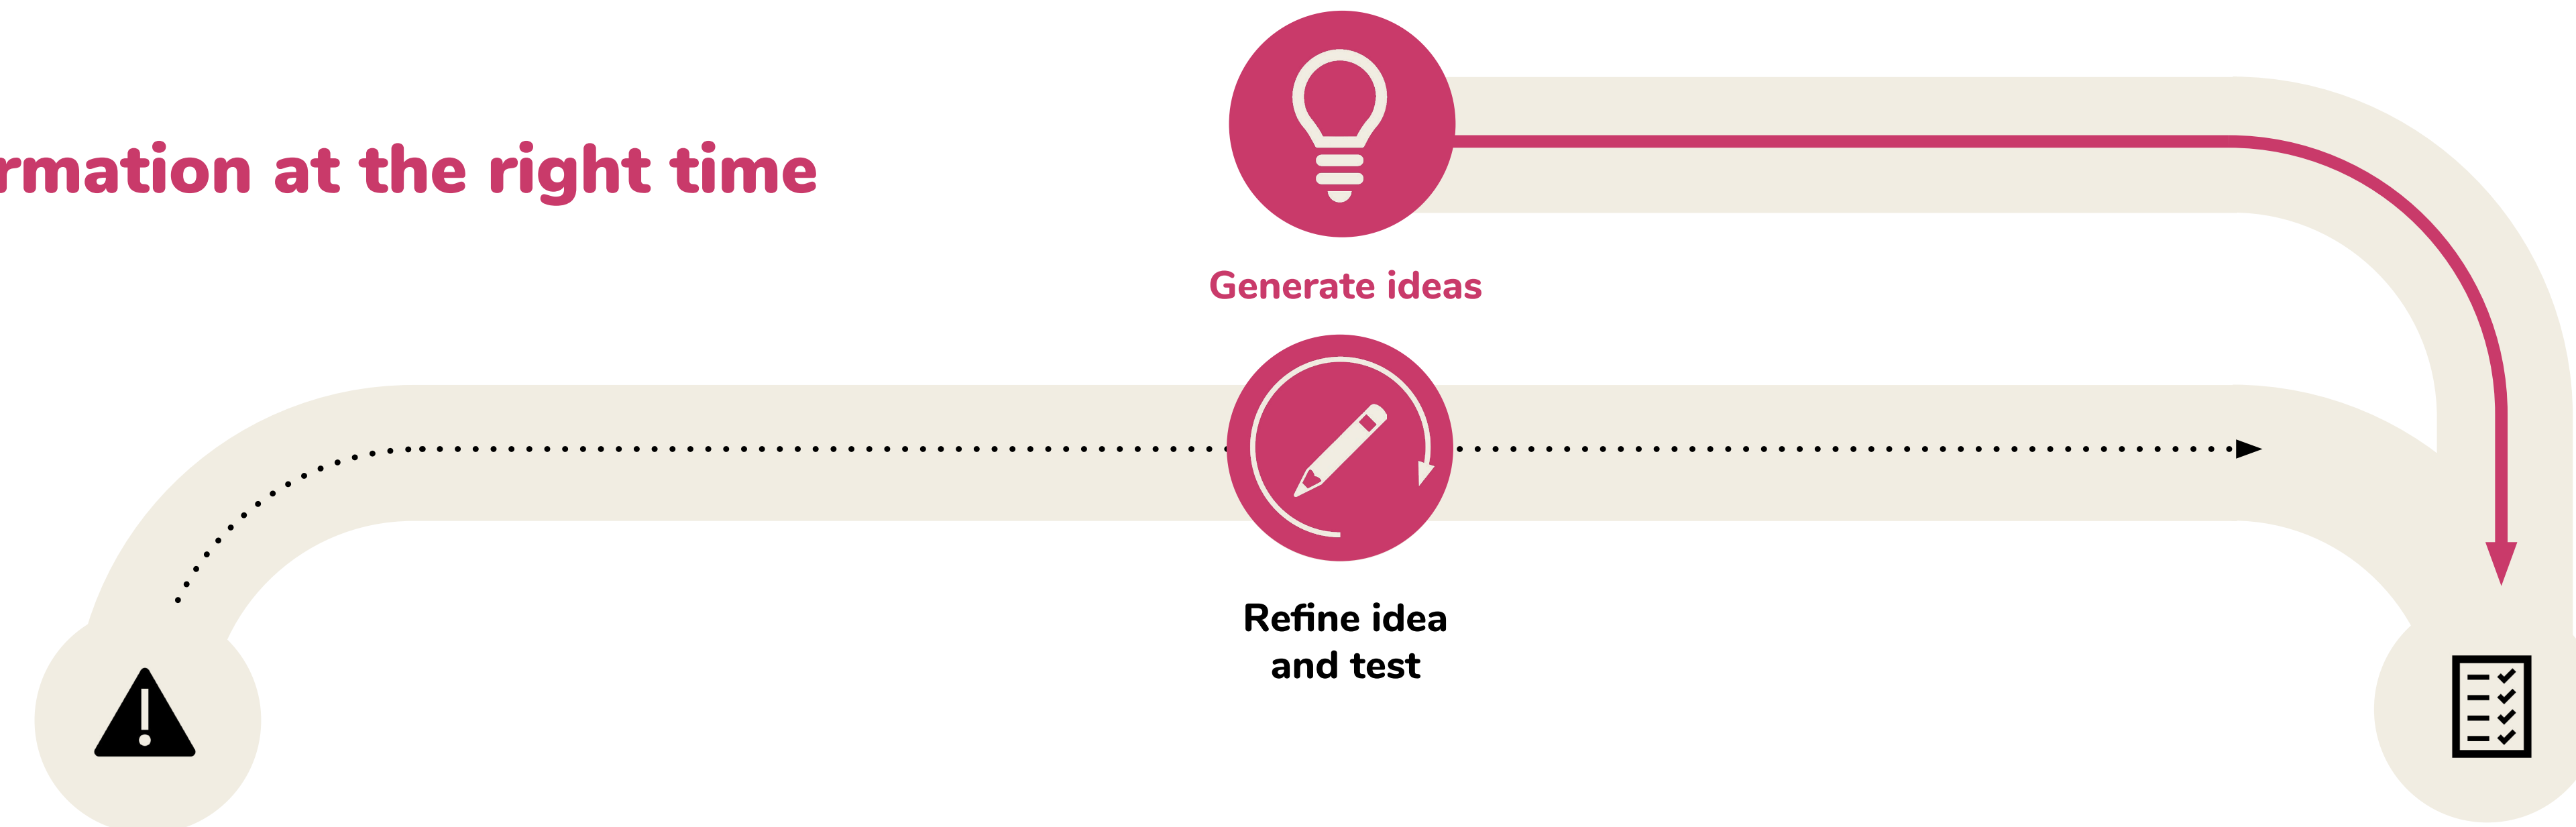 rmation at the right time
Generate ideas
Refine idea
and test